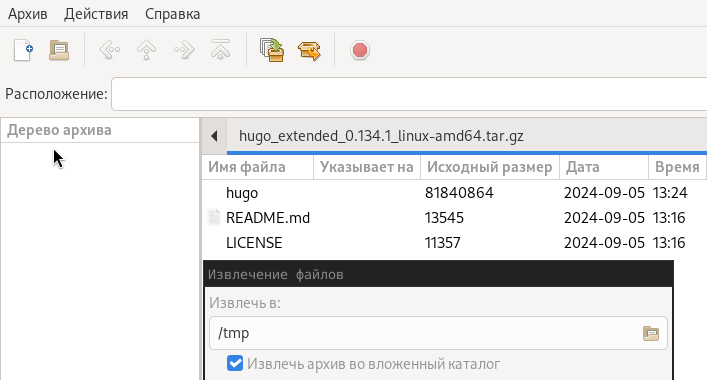 Архив Действия Справка
Расположение:
Дерево архива
hugo_extended_0.134.1_linux-amd64.tar.gz
Имя файла Указывает на Исходный размер Дата Время
hugo 81840864 2024-09-05 13:24
README.md 13545 2024-09-05 13:16
LICENSE 11357 2024-09-05 13:16
Извлечение файлов
Извлечь в:
/tmp
Извлечь архив во вложенный каталог